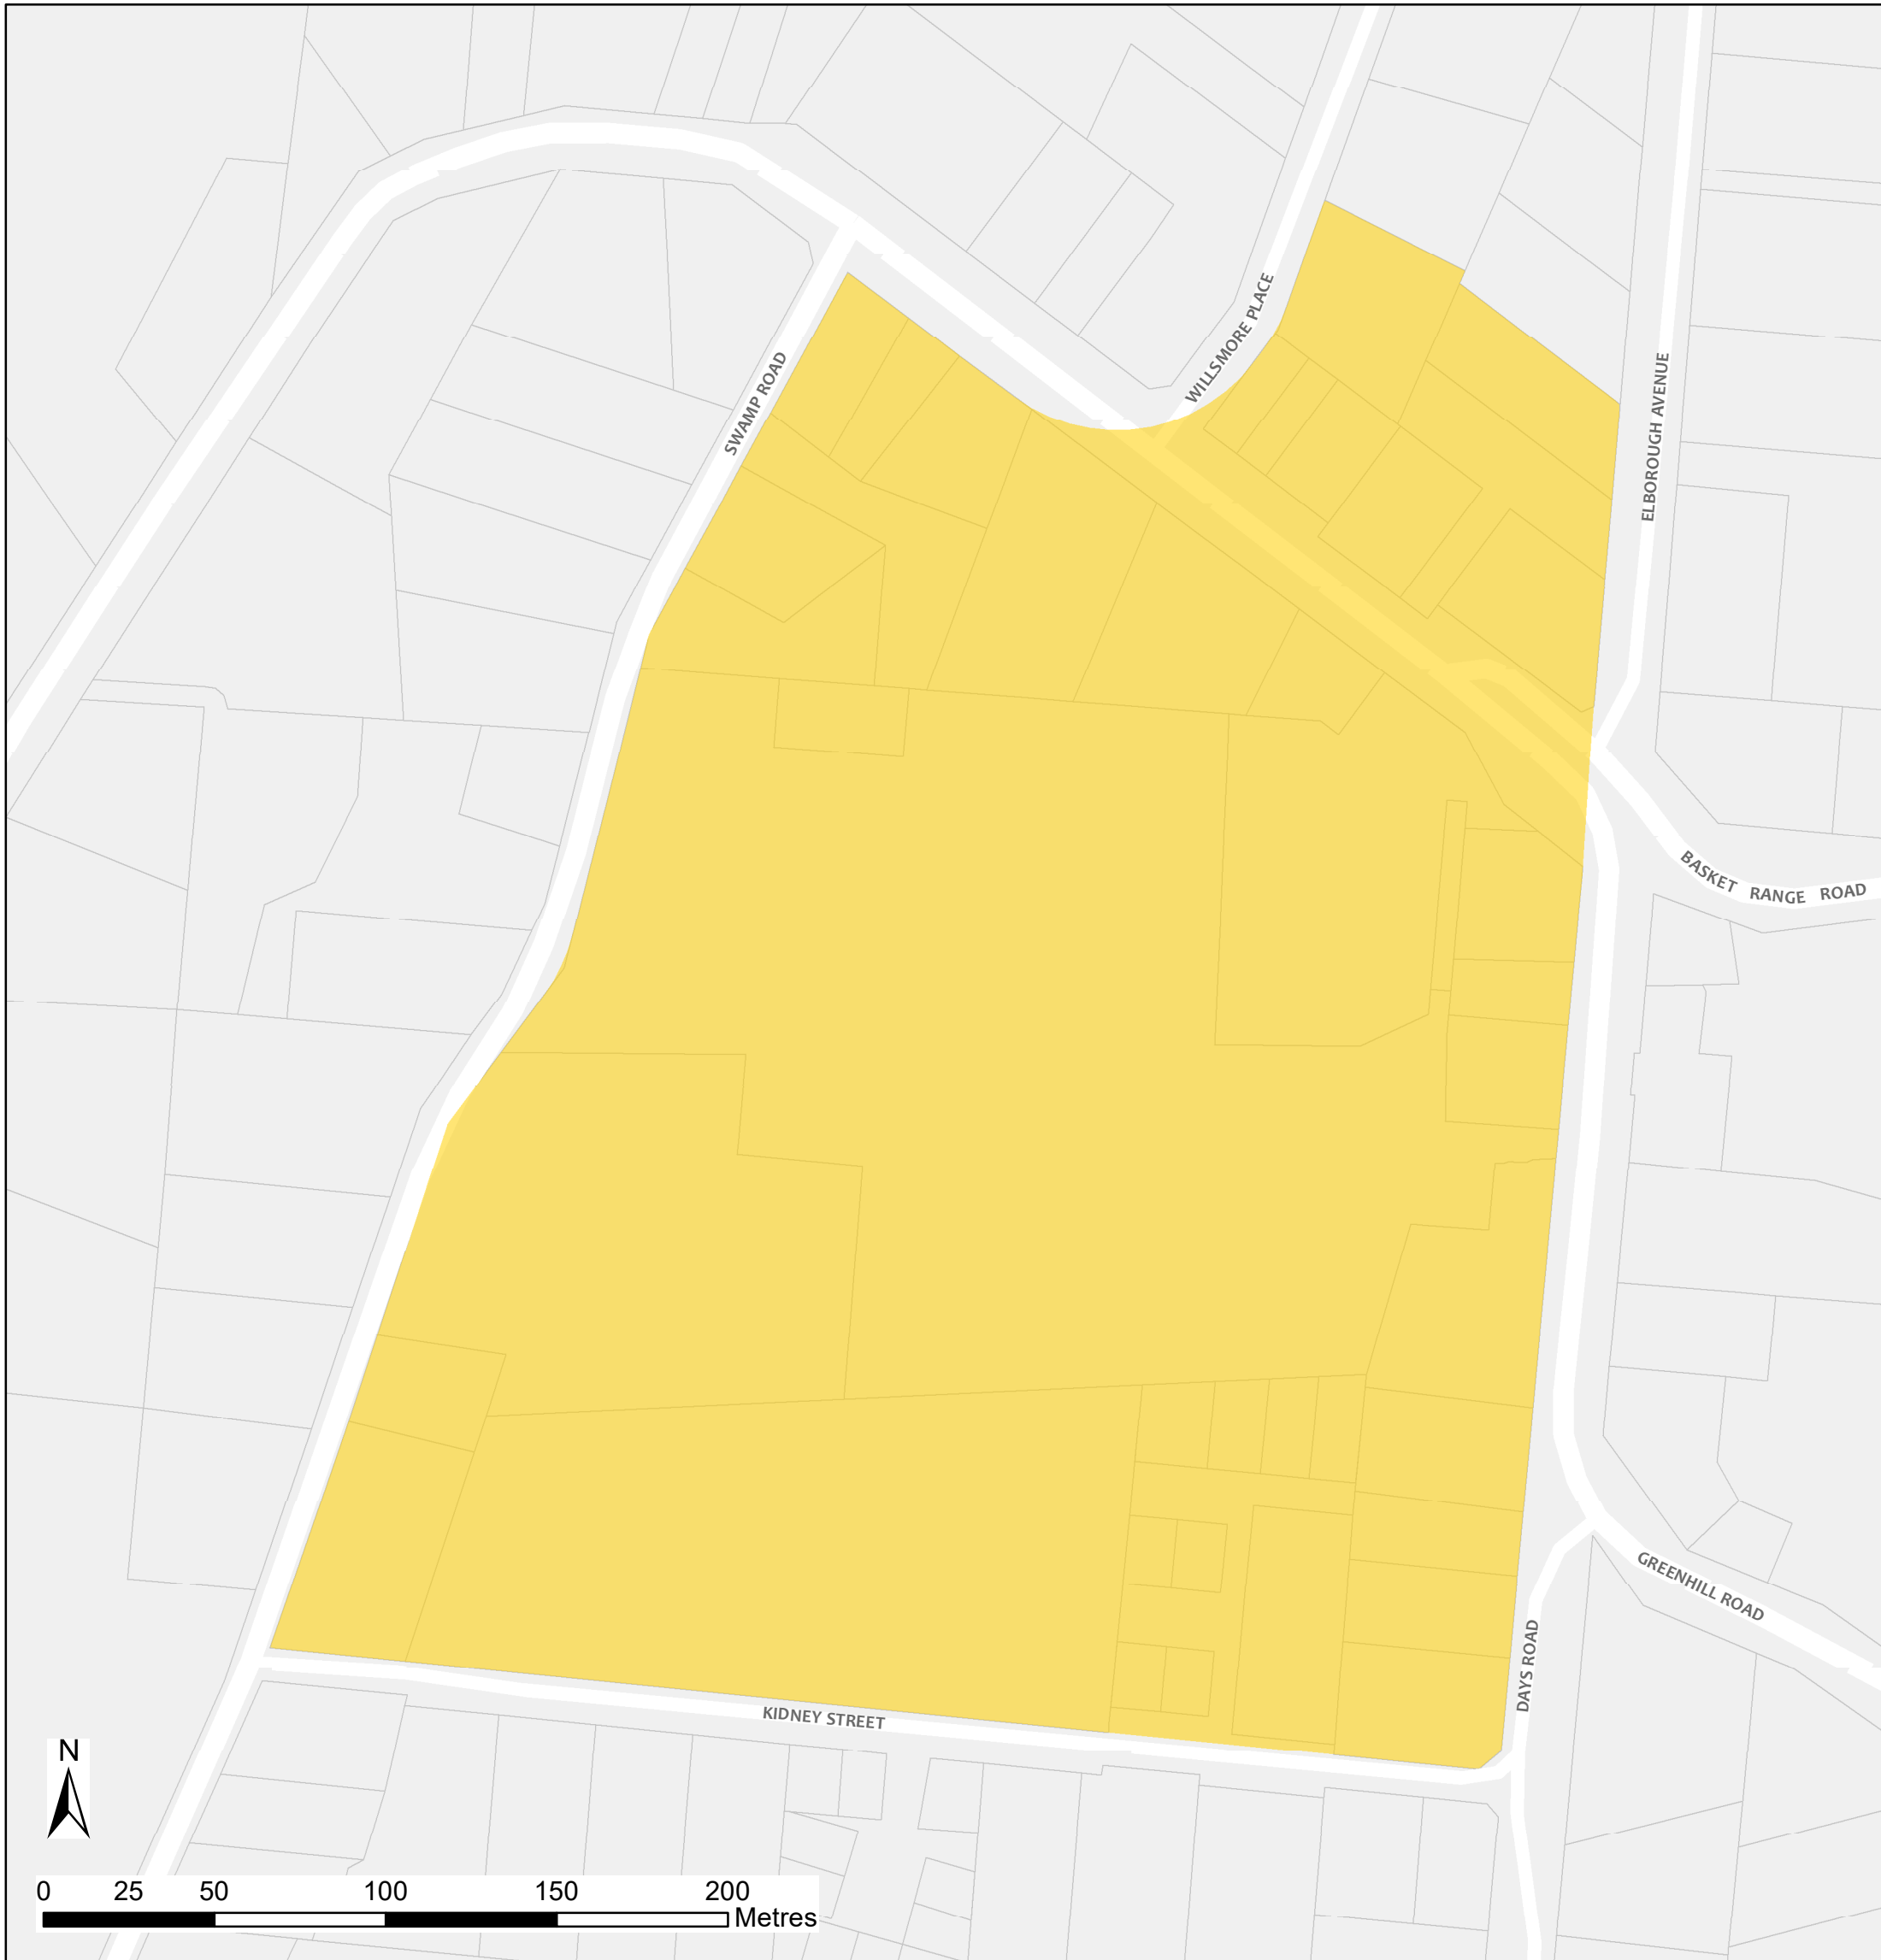 WILLSMORE PLACE
SWAMP ROAD
ELBOROUGH AVENUE
BASKET RANGE ROAD
GREENHILL ROAD
DAYS ROAD
KIDNEY STREET
N
0 25 50 100 150 200
Metres